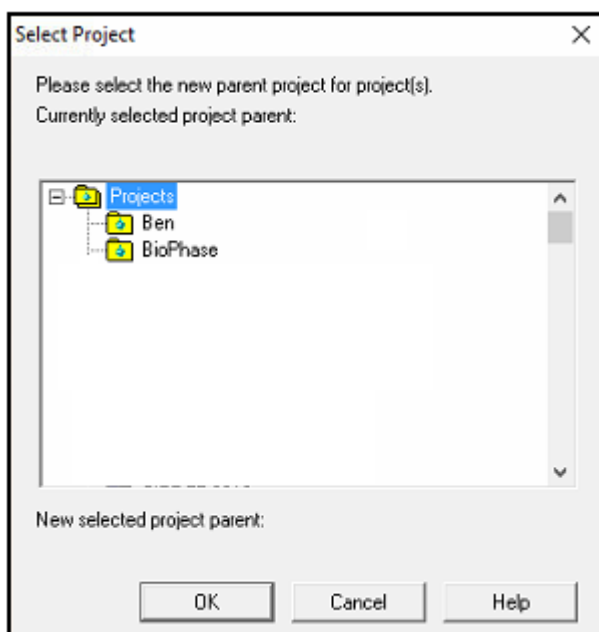 Select Project
Please select the new parent project for project(s).
Currently selected project parent:
Projects
Ben
BioPhase
New selected project parent:
OK Cancel Help